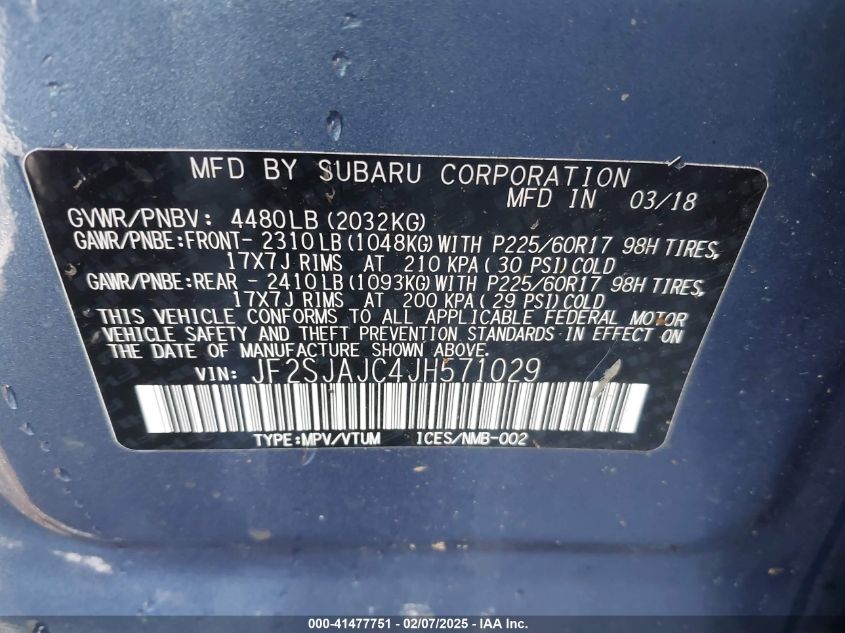 MFD BY SUBARU CORPORATION
MFD IN 03/18
GVWR/PNBV: 4480LB(2032KG)
GAWR/PNBE:FRONT- 2310LB(1048KG)WITH P225/60R17 98H TIRES,
17X7J RIMS AT 210 KPA(30 PSI)COLD
GAWR/PNBE:REAR - 2410LB(1093KG)WITH P225/60R17 98H TIRES,
17X7J RIMS AT 200 KPA(29 PSI)COLD
THIS VEHICLE CONFORMS TO ALL APPLICABLE FEDERAL MOTOR
VEHICLE SAFETY AND THEFT PREVENTION STANDARDS IN EFFECT ON
THE DATE OF MANUFACTURE SHOWN ABOVE.
VIN: JF2SJAJC4JH571029
TYPE:MPV/VTUM ICES/NMB-002
000-41477751 - 02/07/2025 - IAA Inc.